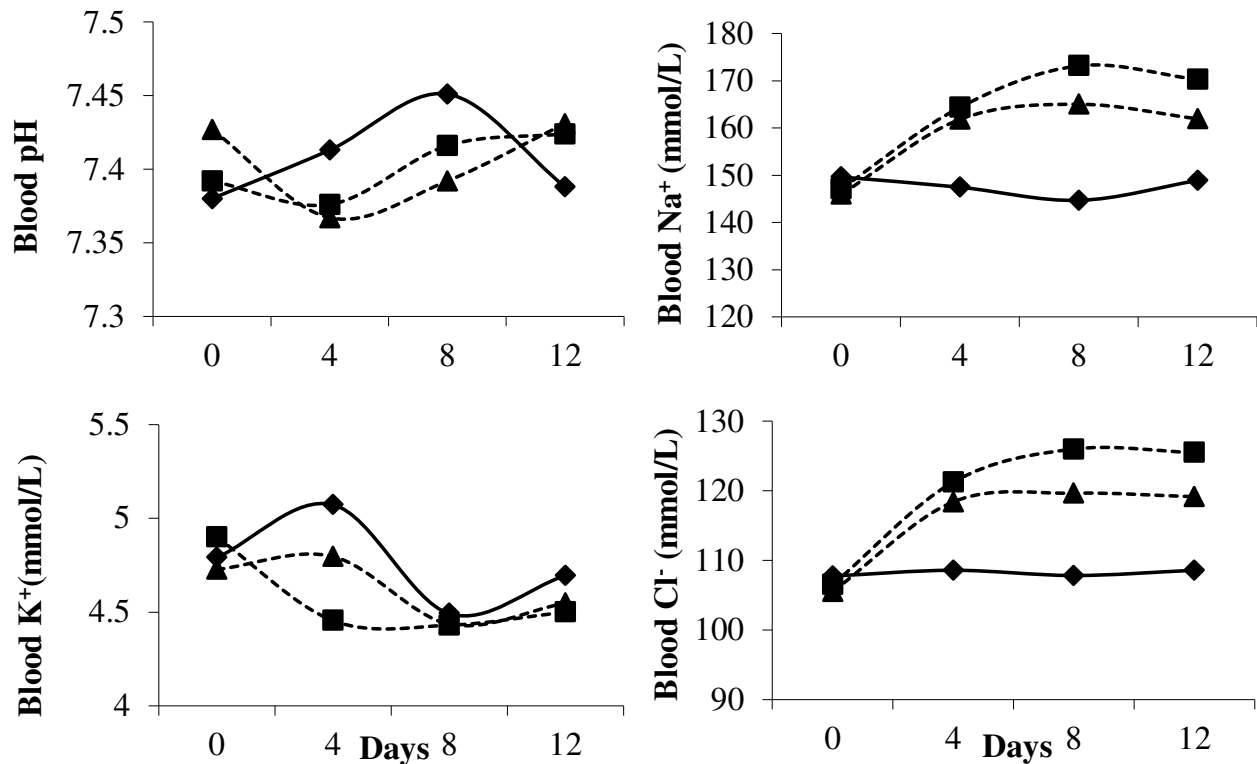 Blood pH
7.5
7.45
7.4
7.35
7.3
0 4 8 12
Blood Na⁺ (mmol/L)
180
170
160
150
140
130
120
0 4 8 12
Blood K⁺(mmol/L)
5.5
5
4.5
4
0 4 8 12
Days
Blood Cl⁻ (mmol/L)
130
120
110
100
90
0 4 8 12
Days